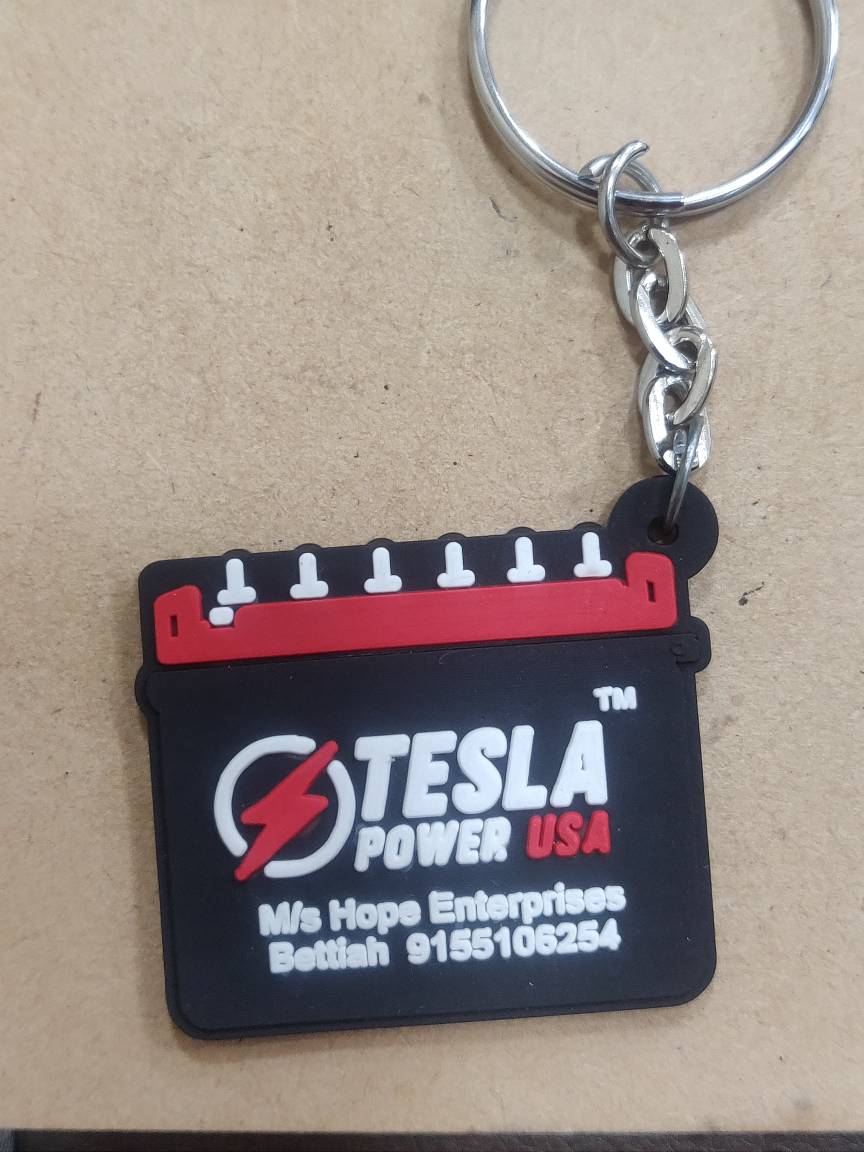 TM
TESLA
POWER USA
M/s Hope Enterprises
Bettiah 9155106254